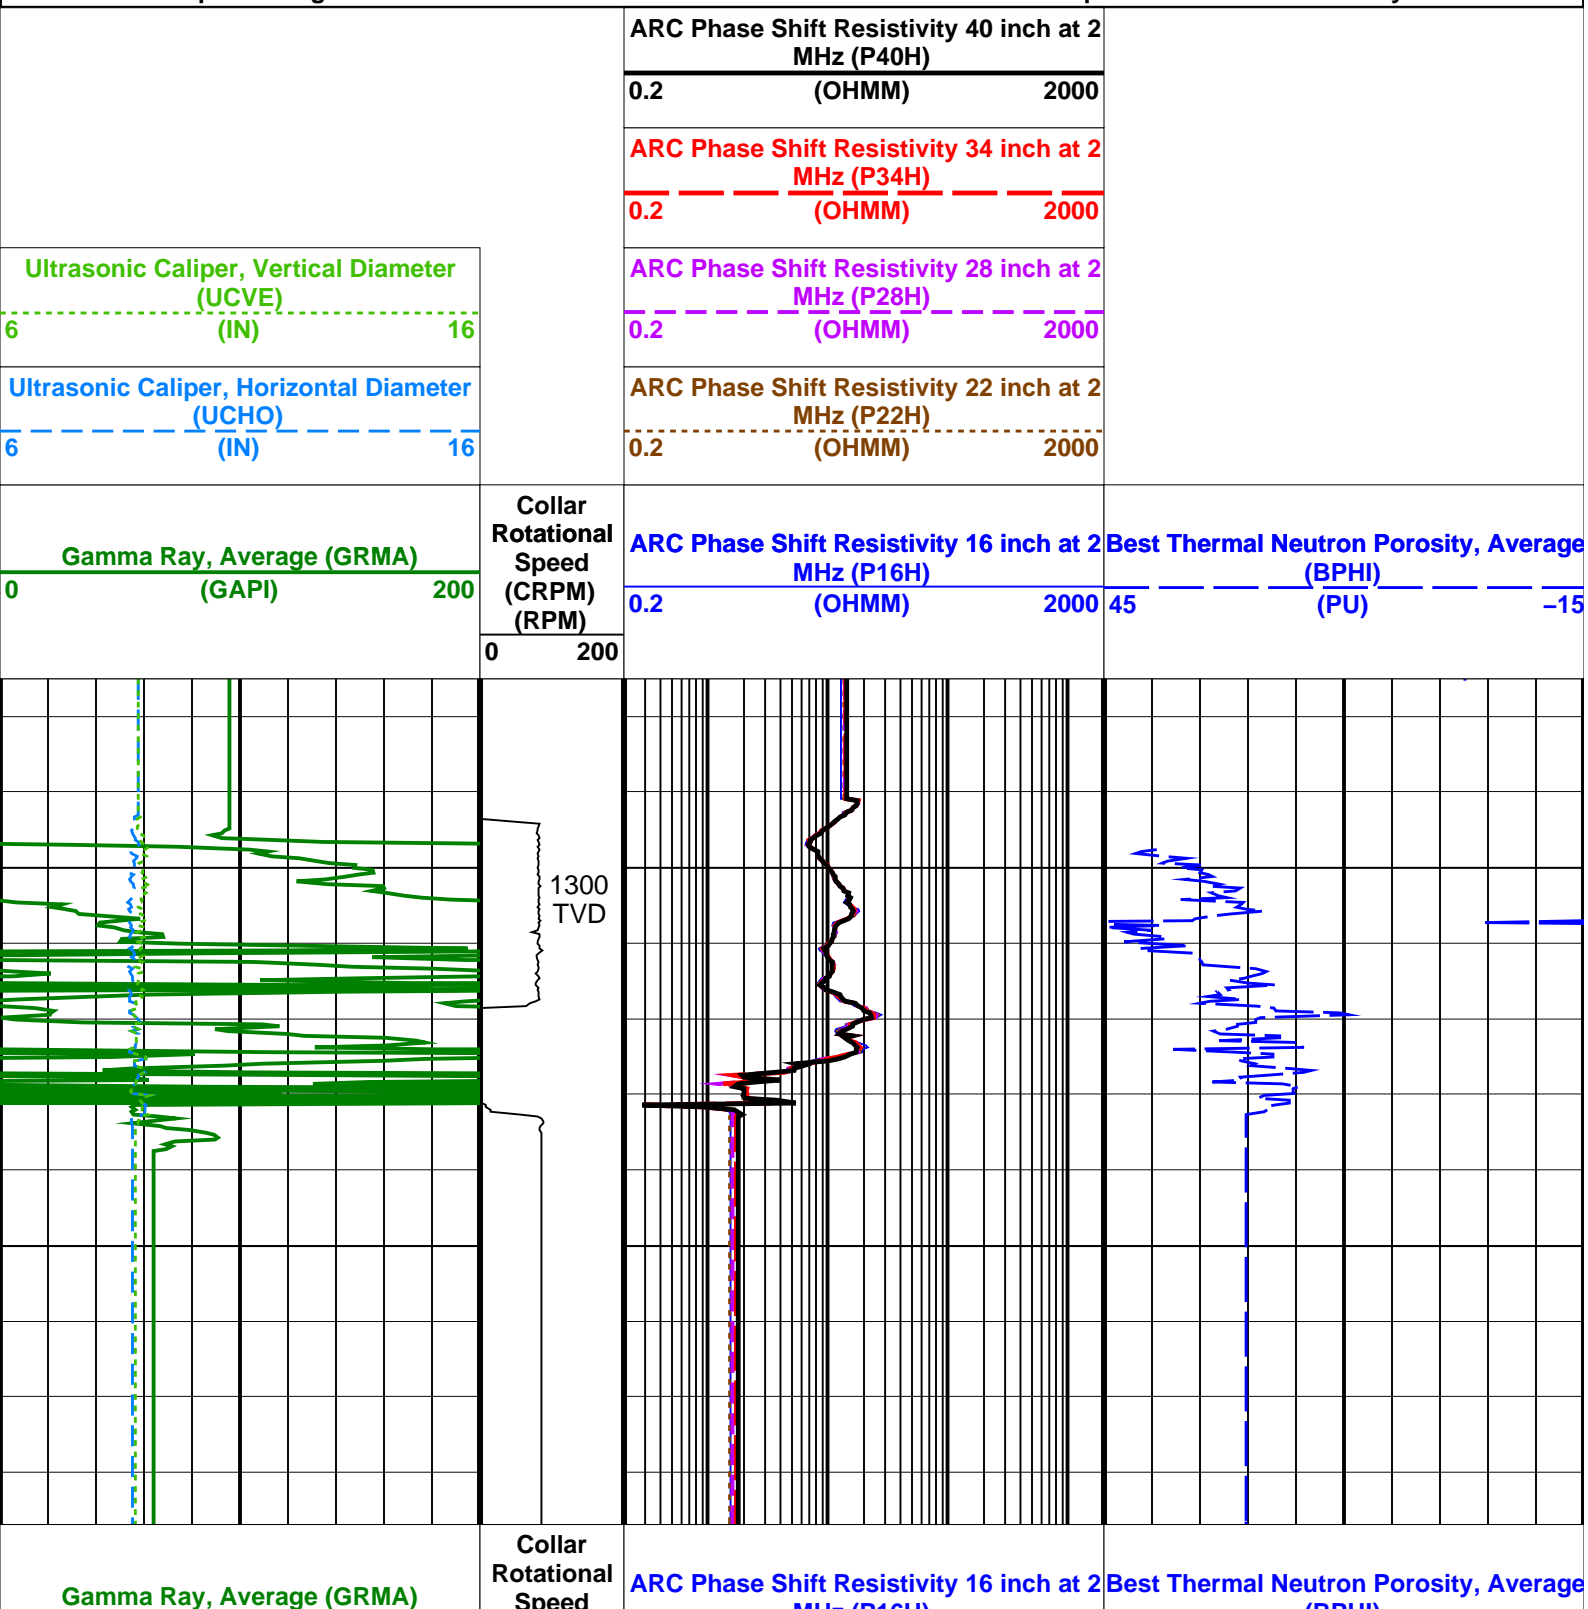 ARC Phase Shift Resistivity 40 inch at 2
MHz (P40H)
0.2 (OHMM) 2000
ARC Phase Shift Resistivity 34 inch at 2
MHz (P34H)
0.2 (OHMM) 2000
Ultrasonic Caliper, Vertical Diameter
(UCVE)
6 (IN) 16
ARC Phase Shift Resistivity 28 inch at 2
MHz (P28H)
0.2 (OHMM) 2000
Ultrasonic Caliper, Horizontal Diameter
(UCHO)
6 (IN) 16
ARC Phase Shift Resistivity 22 inch at 2
MHz (P22H)
0.2 (OHMM) 2000
Gamma Ray, Average (GRMA)
0 (GAPI) 200
Collar
Rotational
Speed
(CRPM)
(RPM)
0 200
ARC Phase Shift Resistivity 16 inch at 2
MHz (P16H)
0.2 (OHMM) 2000
Best Thermal Neutron Porosity, Average
(BPHI)
45 (PU) −15
1300
TVD
Gamma Ray, Average (GRMA)
Collar
Rotational
Speed
ARC Phase Shift Resistivity 16 inch at 2
MHz (P16H)
Best Thermal Neutron Porosity, Average
(BPHI)